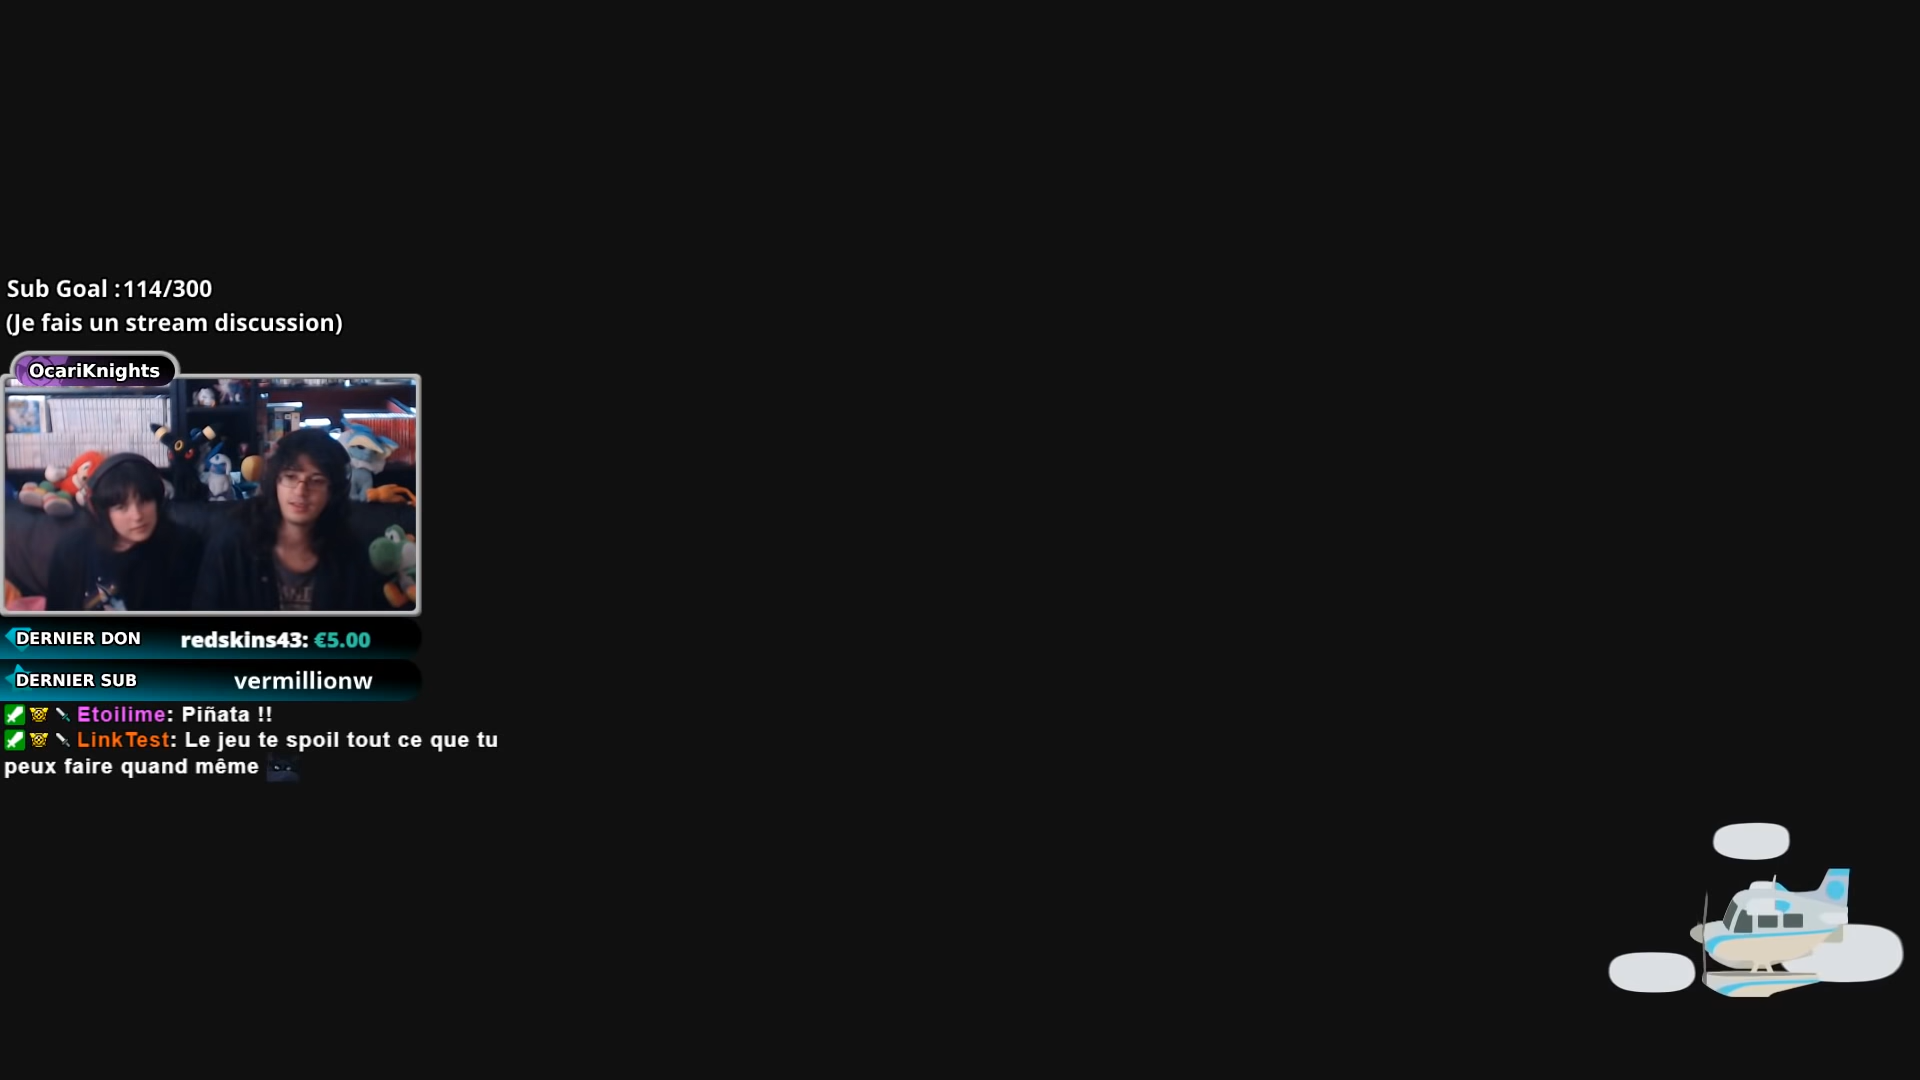 Sub Goal :114/300
(Je fais un stream discussion)
OcariKnights
DERNIER DON redskins43: €5.00
DERNIER SUB vermillionw
Etoilime: Piñata !!
LinkTest: Le jeu te spoil tout ce que tu
peux faire quand même